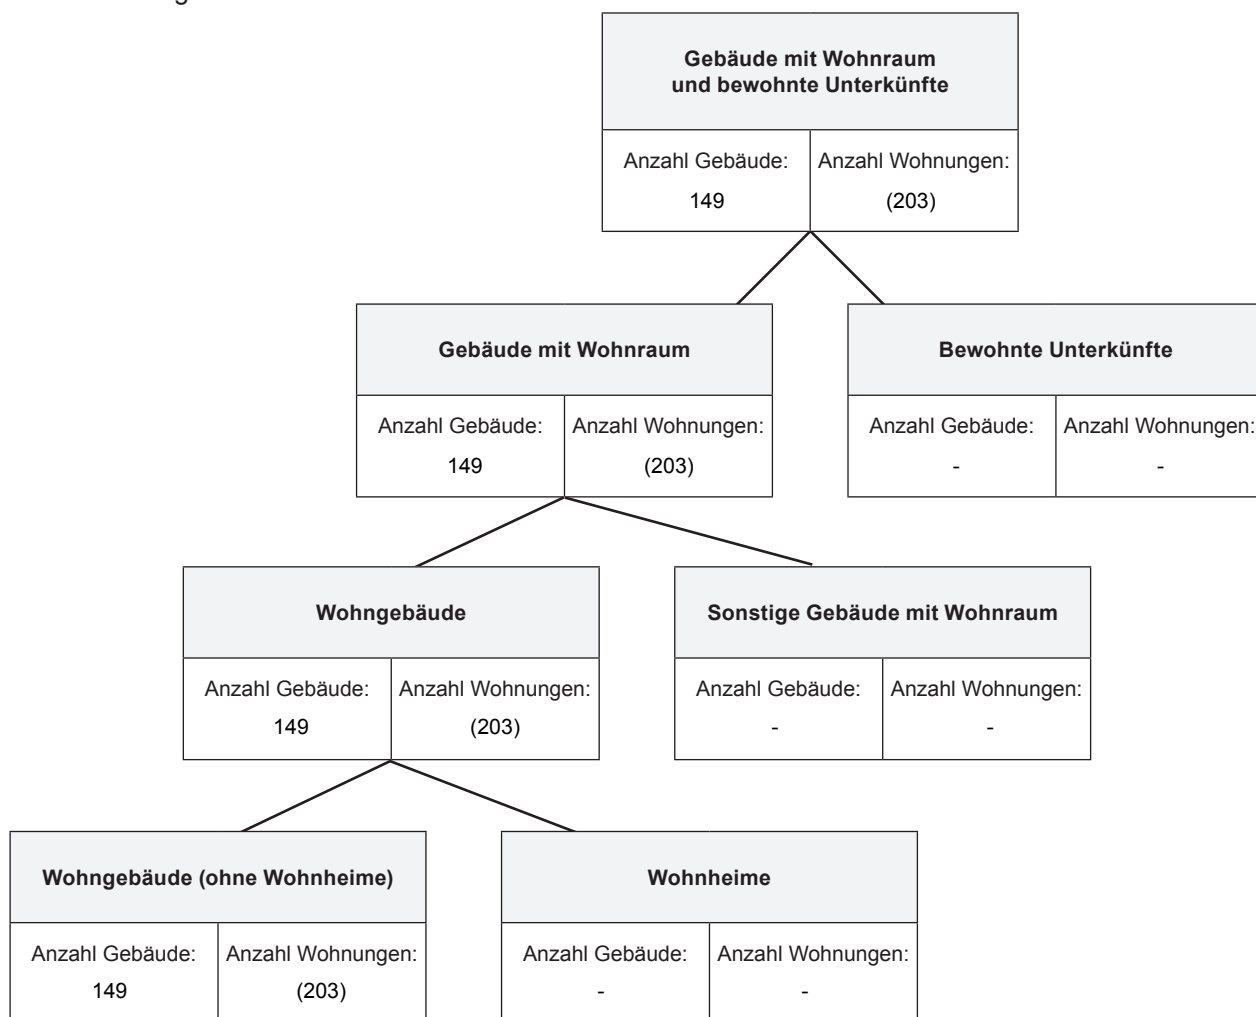 Gebäude mit Wohnraum
und bewohnte Unterkünfte
Anzahl Gebäude: Anzahl Wohnungen:
149 (203)
Gebäude mit Wohnraum
Anzahl Gebäude: Anzahl Wohnungen:
149 (203)
Bewohnte Unterkünfte
Anzahl Gebäude: Anzahl Wohnungen:
- -
Wohngebäude
Anzahl Gebäude: Anzahl Wohnungen:
149 (203)
Sonstige Gebäude mit Wohnraum
Anzahl Gebäude: Anzahl Wohnungen:
- -
Wohngebäude (ohne Wohnheime)
Anzahl Gebäude: Anzahl Wohnungen:
149 (203)
Wohnheime
Anzahl Gebäude: Anzahl Wohnungen:
- -